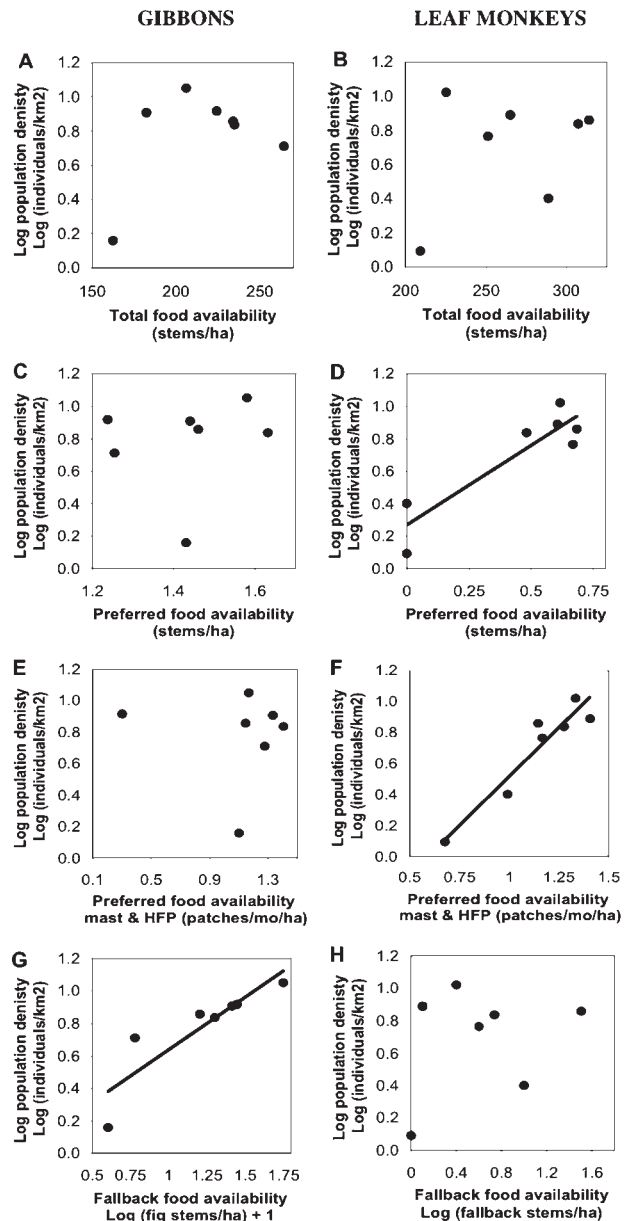 GIBBONS
LEAF MONKEYS
A
Log population denisty
Log (individuals/km2)
1.2
1.0
0.8
0.6
0.4
0.2
0.0
150
200
250
Total food availability
(stems/ha)
B
Log population denisty
Log (individuals/km2)
1.2
1.0
0.8
0.6
0.4
0.2
0.0
200
250
300
Total food availability
(stems/ha)
C
Log population denisty
Log (individuals/km2)
1.2
1.0
0.8
0.6
0.4
0.2
0.0
1.2
1.4
1.6
Preferred food availability
(stems/ha)
D
Log population denisty
Log (individuals/km2)
1.2
1.0
0.8
0.6
0.4
0.2
0.0
0
0.25
0.5
0.75
Preferred food availability
(stems/ha)
E
Log population denisty
Log (individuals/km2)
1.2
1.0
0.8
0.6
0.4
0.2
0.0
0.1
0.5
0.9
1.3
Preferred food availability
mast & HFP (patches/mo/ha)
F
Log population denisty
Log (individuals/km2)
1.2
1.0
0.8
0.6
0.4
0.2
0.0
0.5
0.75
1
1.25
1.5
Preferred food availability
mast & HFP (patches/mo/ha)
G
Log population denisty
Log (individuals/km2)
1.2
1.0
0.8
0.6
0.4
0.2
0.0
0.5
0.75
1
1.25
1.5
1.75
Fallback food availability
Log (fig stems/ha) + 1
H
Log population denisty
Log (individuals/km2)
1.2
1.0
0.8
0.6
0.4
0.2
0.0
0
0.4
0.8
1.2
1.6
Fallback food availability
Log (fallback stems/ha)